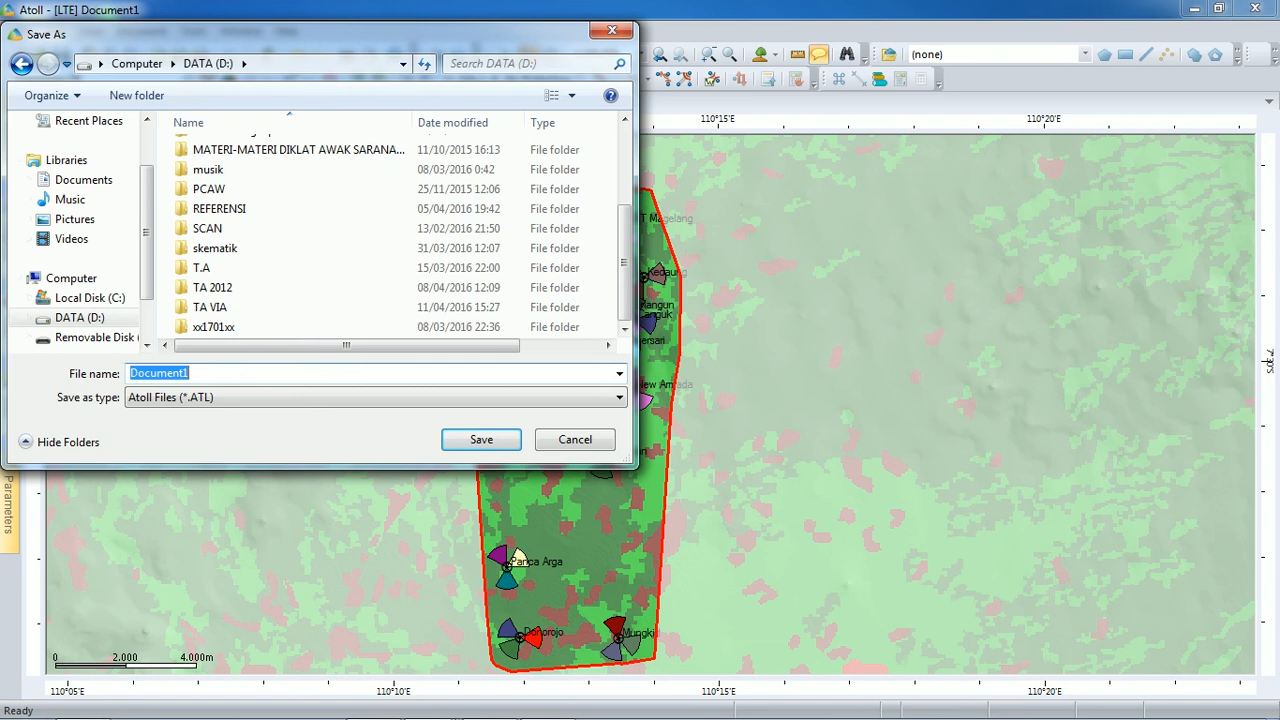 Atoll - [LTE] Document1
Save As
Computer DATA (D:)
Search DATA (D:)
(none)
Organize New folder
Recent Places
Libraries
Documents
Music
Pictures
Videos
Computer
Local Disk (C:)
DATA (D:)
Removable Disk
Name Date modified Type
MATERI-MATERI DIKLAT AWAK SARANA... 11/10/2015 16:13 File folder
musik 08/03/2016 0:42 File folder
PCAW 25/11/2015 12:06 File folder
REFERENSI 05/04/2016 19:42 File folder
SCAN 13/02/2016 21:50 File folder
skematik 31/03/2016 12:07 File folder
T.A 15/03/2016 22:00 File folder
TA 2012 08/04/2016 12:09 File folder
TA VIA 11/04/2016 15:27 File folder
xx1701xx 08/03/2016 22:36 File folder
File name: Document1
Save as type: Atoll Files (*.ATL)
Hide Folders
Save Cancel
110°15'E 110°20'E
T Magelang
Kedaung
7°30'S
Parameters
Panca Arga
Donorojo
Mungki
0 2.000 4.000m
110°05'E 110°10'E 110°15'E 110°20'E
Ready